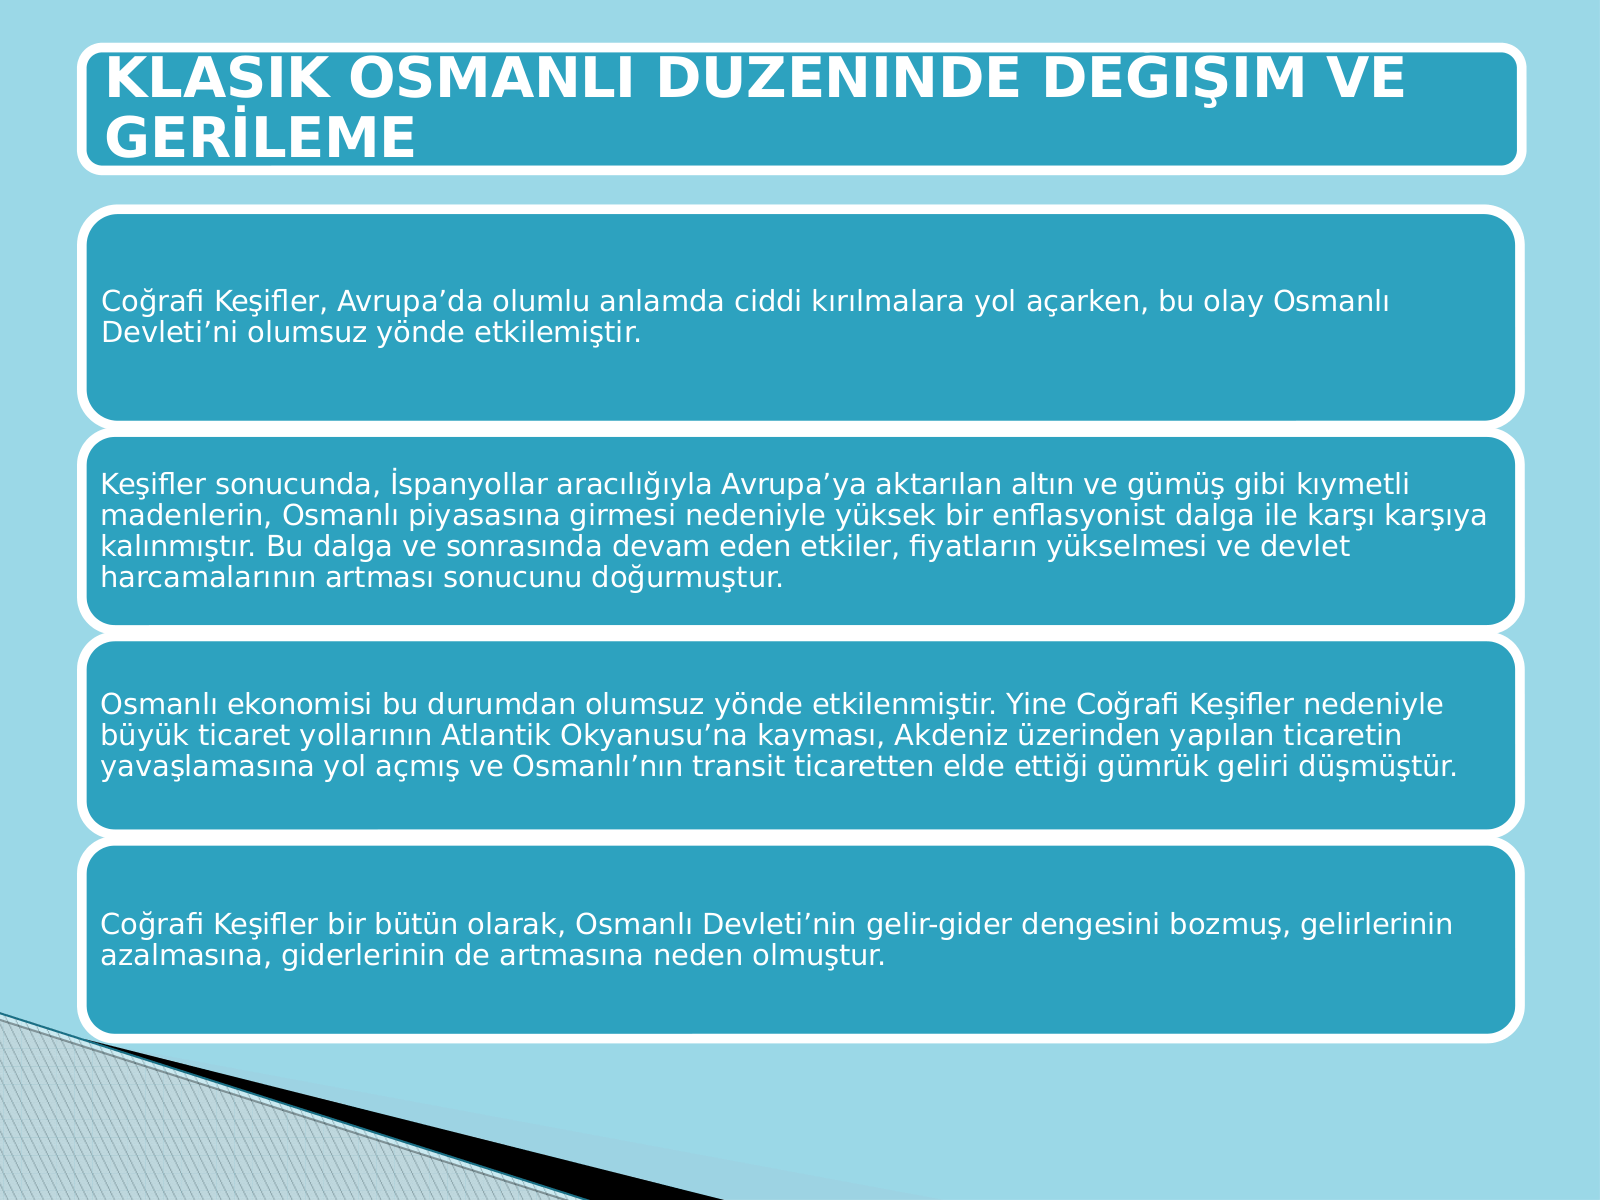 KLASİK OSMANLI DÜZENİNDE DEĞİŞİM VE
GERİLEME
Coğrafi Keşifler, Avrupa’da olumlu anlamda ciddi kırılmalara yol açarken, bu olay Osmanlı
Devleti’ni olumsuz yönde etkilemiştir.
Keşifler sonucunda, İspanyollar aracılığıyla Avrupa’ya aktarılan altın ve gümüş gibi kıymetli
madenlerin, Osmanlı piyasasına girmesi nedeniyle yüksek bir enflasyonist dalga ile karşı karşıya
kalınmıştır. Bu dalga ve sonrasında devam eden etkiler, fiyatların yükselmesi ve devlet
harcamalarının artması sonucunu doğurmuştur.
Osmanlı ekonomisi bu durumdan olumsuz yönde etkilenmiştir. Yine Coğrafi Keşifler nedeniyle
büyük ticaret yollarının Atlantik Okyanusu’na kayması, Akdeniz üzerinden yapılan ticaretin
yavaşlamasına yol açmış ve Osmanlı’nın transit ticaretten elde ettiği gümrük geliri düşmüştür.
Coğrafi Keşifler bir bütün olarak, Osmanlı Devleti’nin gelir-gider dengesini bozmuş, gelirlerinin
azalmasına, giderlerinin de artmasına neden olmuştur.